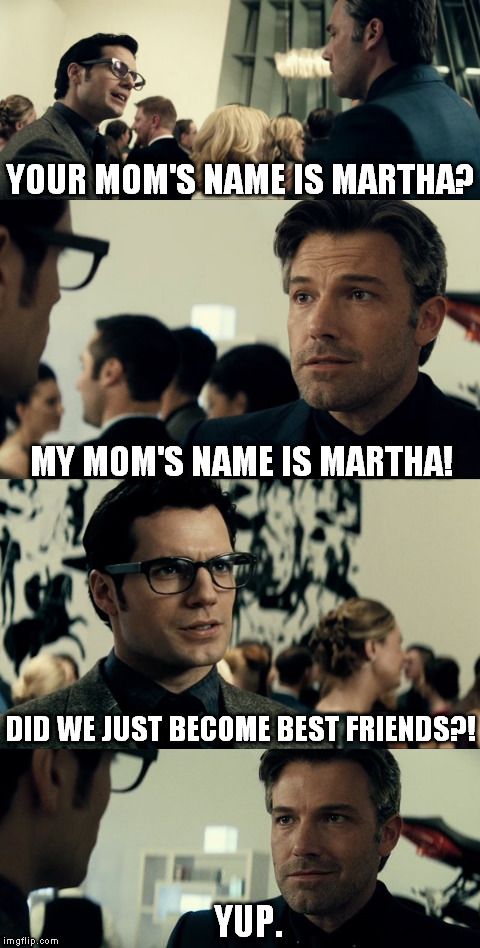 YOUR MOM'S NAME IS MARTHA?
MY MOM'S NAME IS MARTHA!
DID WE JUST BECOME BEST FRIENDS?!
YUP.
imgflip.com